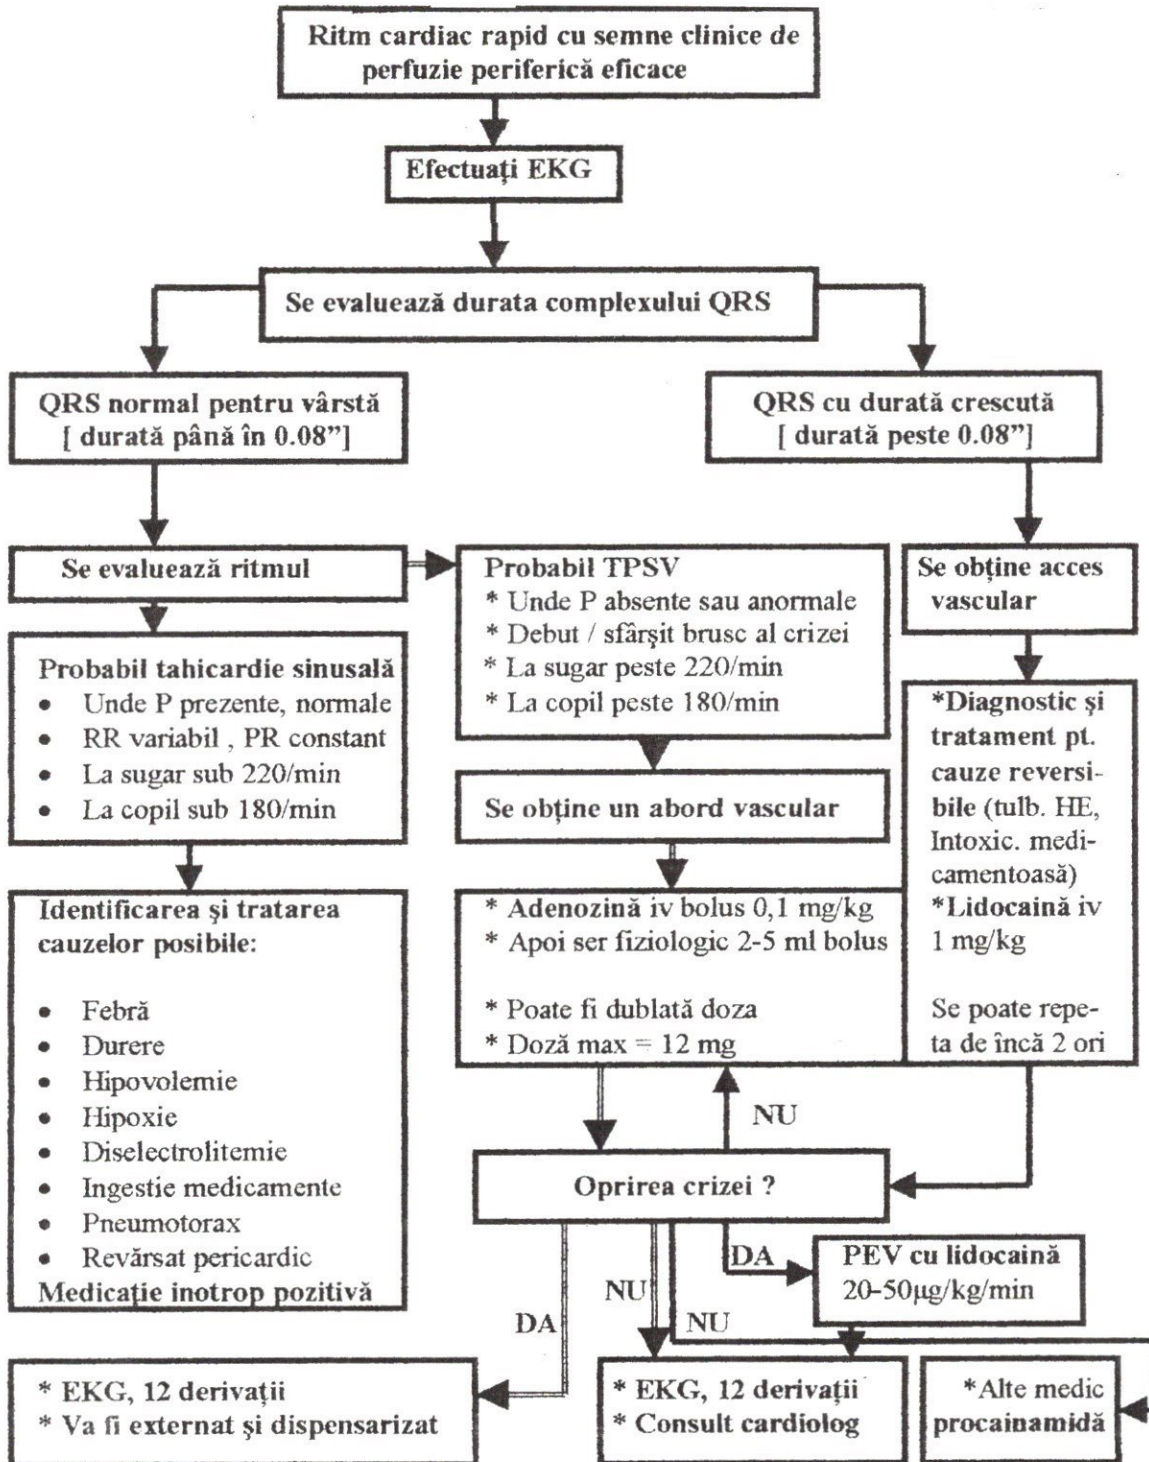 Ritm cardiac rapid cu semne clinice de
perfuzie periferică eficace
Efectuați EKG
Se evaluează durata complexului QRS
QRS normal pentru vârstă
[ durată până în 0.08”]
QRS cu durată crescută
[ durată peste 0.08”]
Se evaluează ritmul
Probabil TPSV
* Unde P absente sau anormale
* Debut / sfârşit brusc al crizei
* La sugar peste 220/min
* La copil peste 180/min
Se obține acces
vascular
Probabil tahicardie sinusală
• Unde P prezente, normale
• RR variabil , PR constant
• La sugar sub 220/min
• La copil sub 180/min
Se obține un abord vascular
*Diagnostic şi
tratament pt.
cauze reversi-
bile (tulb. HE,
Intoxic. medi-
camentoasă)
*Lidocaină iv
1 mg/kg
Se poate repe-
ta de încă 2 ori
Identificarea şi tratarea
cauzelor posibile:
• Febră
• Durere
• Hipovolemie
• Hipoxie
• Diselectrolitemie
• Ingestie medicamente
• Pneumotorax
• Revărsat pericardic
Medicație inotrop pozitivă
* Adenozină iv bolus 0,1 mg/kg
* Apoi ser fiziologic 2-5 ml bolus
* Poate fi dublată doza
* Doză max = 12 mg
NU
Oprirea crizei ?
DA
PEV cu lidocaină
20-50μg/kg/min
NU
DA
NU
* EKG, 12 derivații
* Va fi externat şi dispensarizat
* EKG, 12 derivații
* Consult cardiolog
*Alte medic
procainamidă